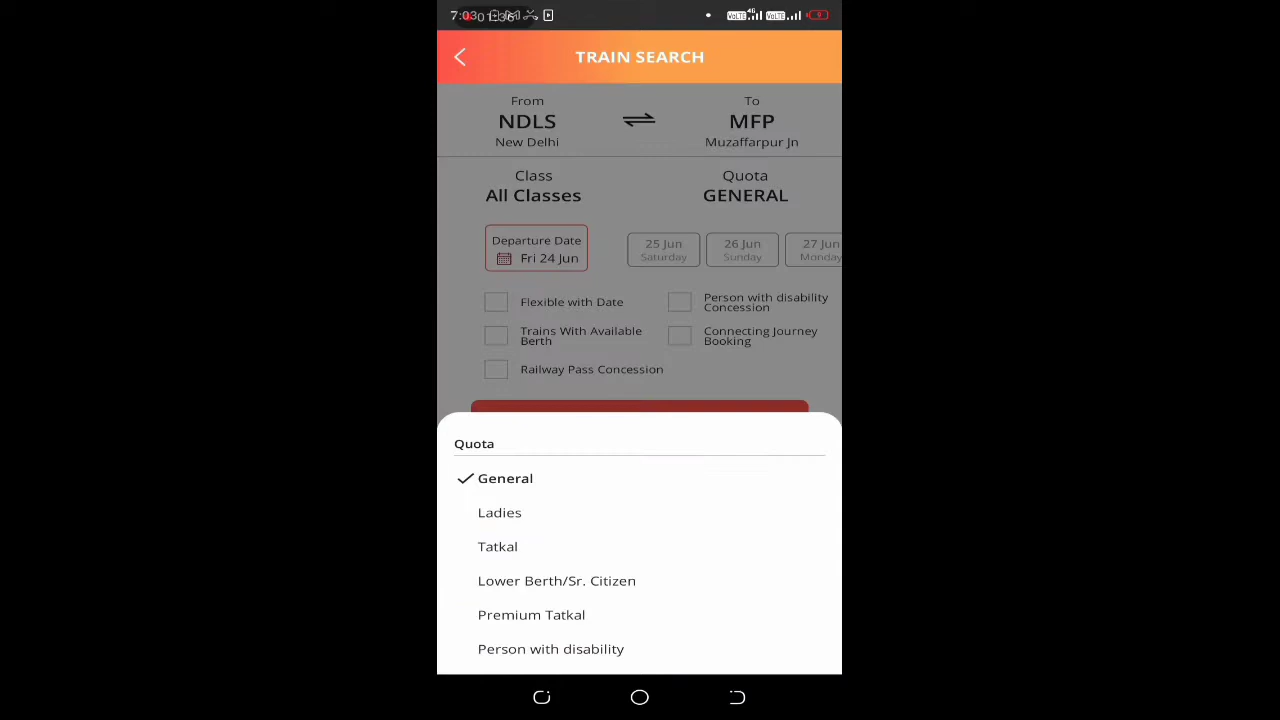 7:03
TRAIN SEARCH
From
NDLS
New Delhi
To
MFP
Muzaffarpur Jn
Class
All Classes
Quota
GENERAL
Departure Date
Fri 24 Jun
25 Jun
Saturday
26 Jun
Sunday
27 Jun
Monday
Flexible with Date
Person with disability
Concession
Trains With Available
Berth
Connecting Journey
Booking
Railway Pass Concession
Quota
General
Ladies
Tatkal
Lower Berth/Sr. Citizen
Premium Tatkal
Person with disability